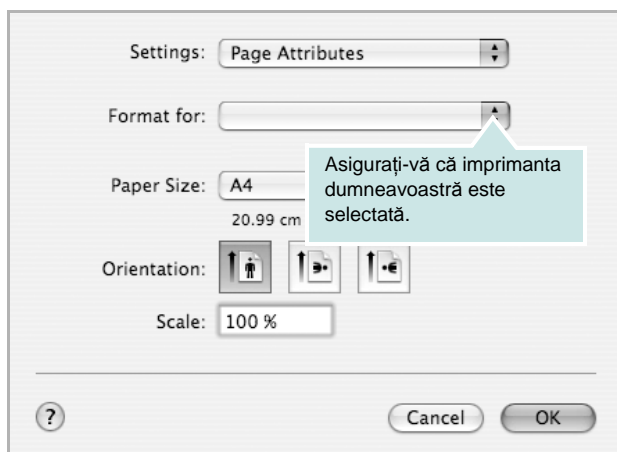 Settings: Page Attributes
Format for:
Asigurați-vă că imprimanta
dumneavoastră este
selectată.
Paper Size: A4
20.99 cm
Orientation:
Scale: 100 %
? Cancel OK